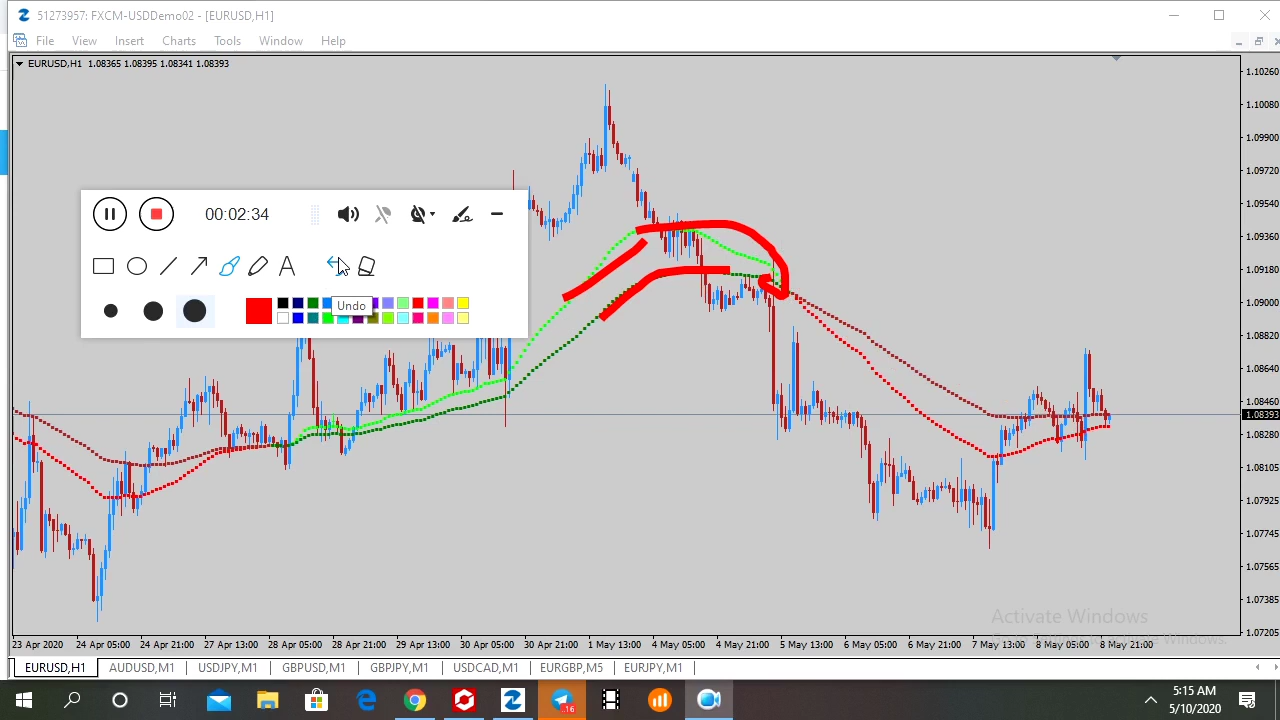 51273957: FXCM-USDDemo02 - [EURUSD,H1]
File View Insert Charts Tools Window Help
EURUSD,H1 1.08365 1.08395 1.08341 1.08393
1.10260
1.10080
1.09900
1.09720
1.09540
1.09360
1.09180
1.09000
1.08820
1.08640
1.08460
1.08393
1.08280
1.08105
1.07925
1.07745
1.07565
1.07385
1.07205
00:02:34
A
Undo
Activate Windows
23 Apr 2020 24 Apr 05:00 24 Apr 21:00 27 Apr 13:00 28 Apr 05:00 28 Apr 21:00 29 Apr 13:00 30 Apr 05:00 30 Apr 21:00 1 May 13:00 4 May 05:00 4 May 21:00 5 May 13:00 6 May 05:00 6 May 21:00 7 May 13:00 8 May 05:00 8 May 21:00
EURUSD,H1 AUDUSD,M1 USDJPY,M1 GBPUSD,M1 GBPJPY,M1 USDCAD,M1 EURGBP,M5 EURJPY,M1
16
5:15 AM
5/10/2020